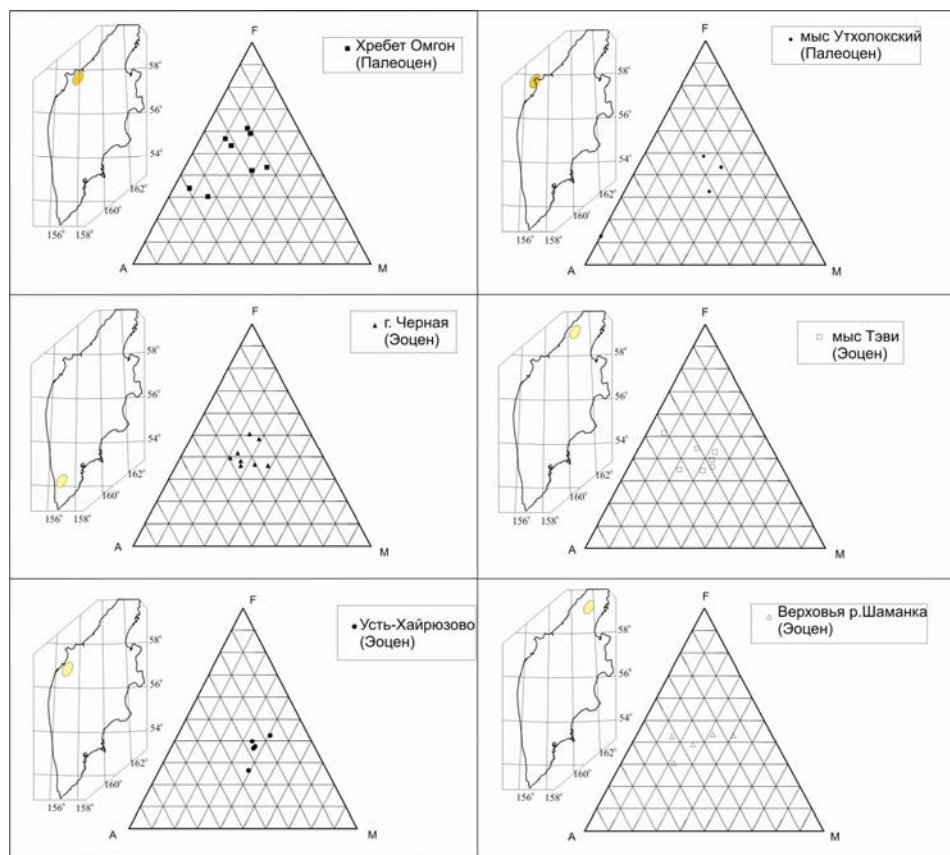 F
Хребет Омгон
(Палеоцен)
58°
56°
54°
162°
160°
156° 158°
A
M
F
мыс Утхолокский
(Палеоцен)
58°
56°
54°
162°
160°
156° 158°
A
M
F
г. Черная
(Эоцен)
58°
56°
54°
162°
160°
156° 158°
A
M
F
мыс Тэви
(Эоцен)
58°
56°
54°
162°
160°
156° 158°
A
M
F
Усть-Хайрюзово
(Эоцен)
58°
56°
54°
162°
160°
156° 158°
A
M
F
Верховья р.Шаманка
(Эоцен)
58°
56°
54°
162°
160°
156° 158°
A
M